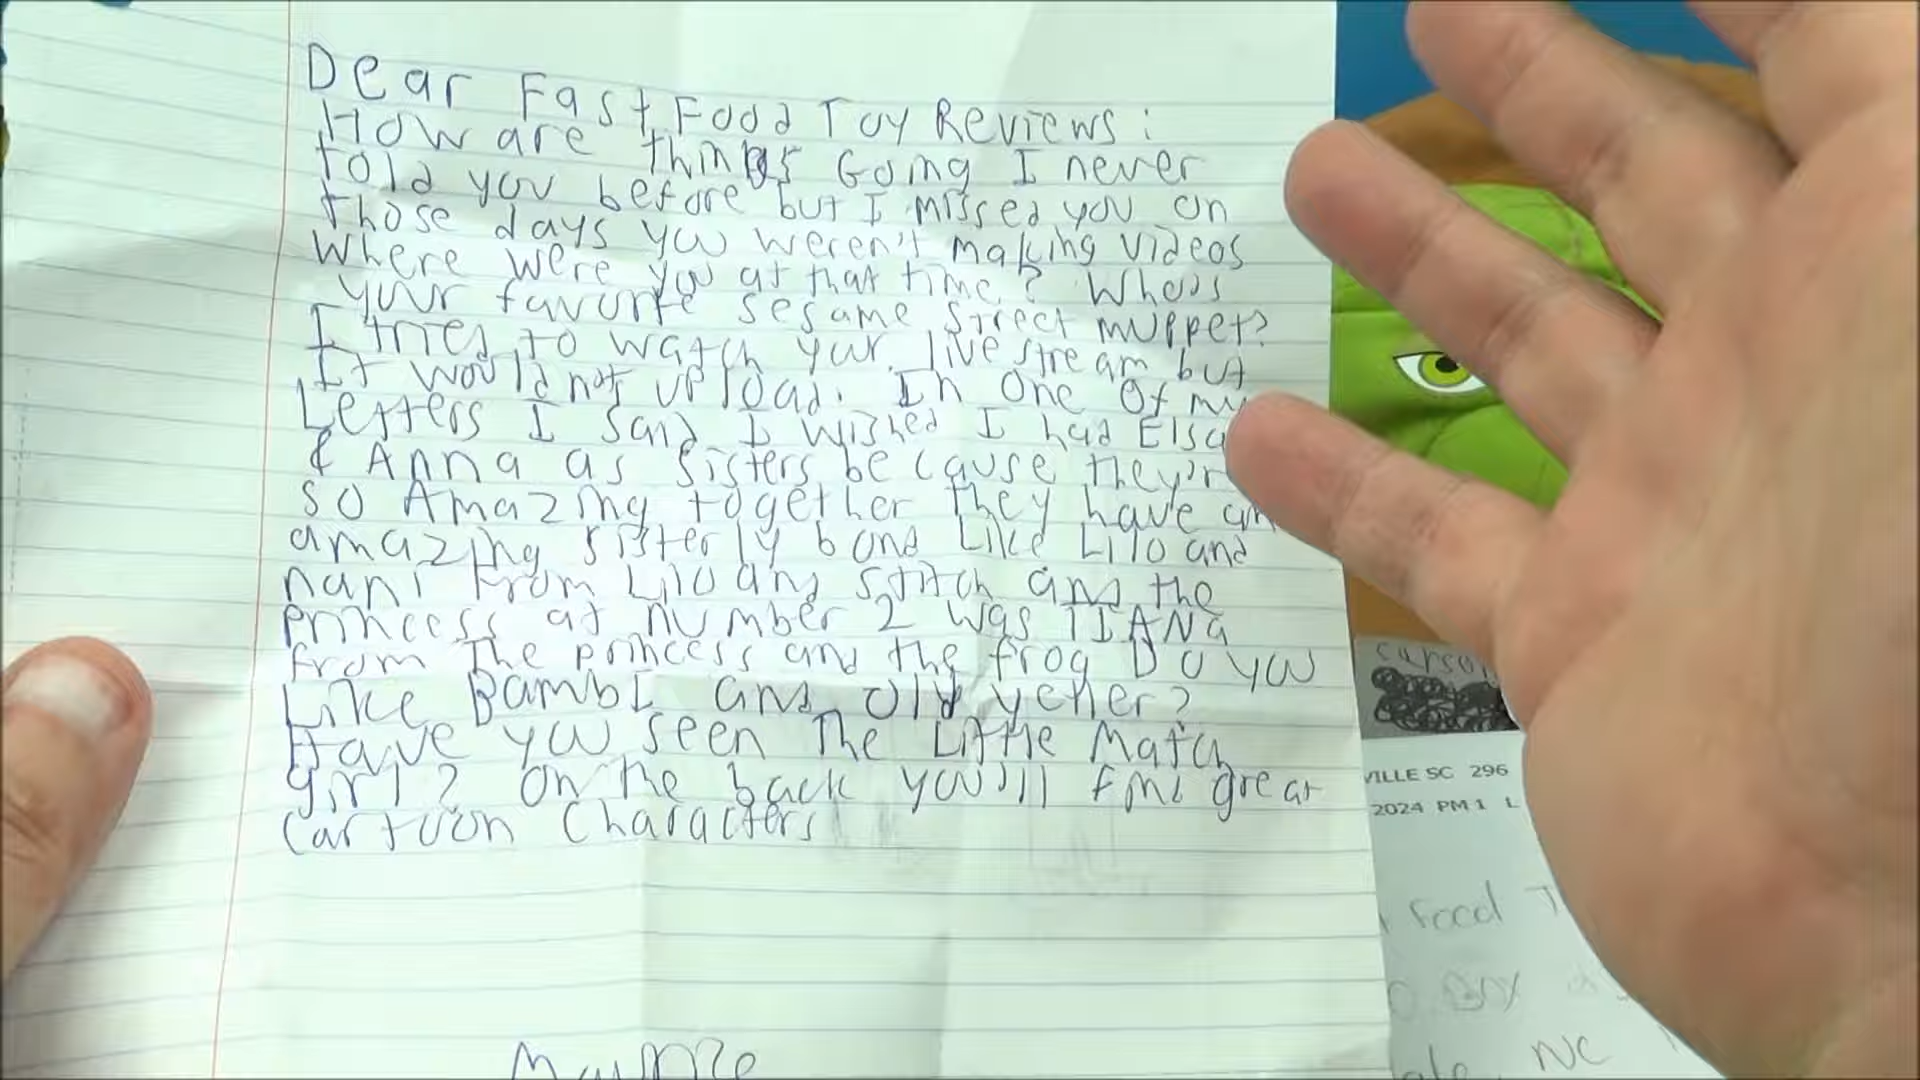 Dear Fast Food Toy Reviews:
How are things Going I never
told you before but I missed you on
those days you weren't making videos
where were you at that time? Whos
your favorite sesame street muppet?
I tried to watch your livestream but
It would not upload. In one of my
Letters I said I wished I had Elsa
& Anna as sisters because they're
so Amazing together they have an
amazing sisterly bond Like Lilo and
nani from Lilo and stitch and the
princess at number 2 was TIANa
from The princess and the frog Do you
Like BambI and old yeller?
Have you seen The Little Match
girl? on the back you'll find great
Cartoon Characters
VILLE SC 296
2024 PM 1 L
Food
Box
NC